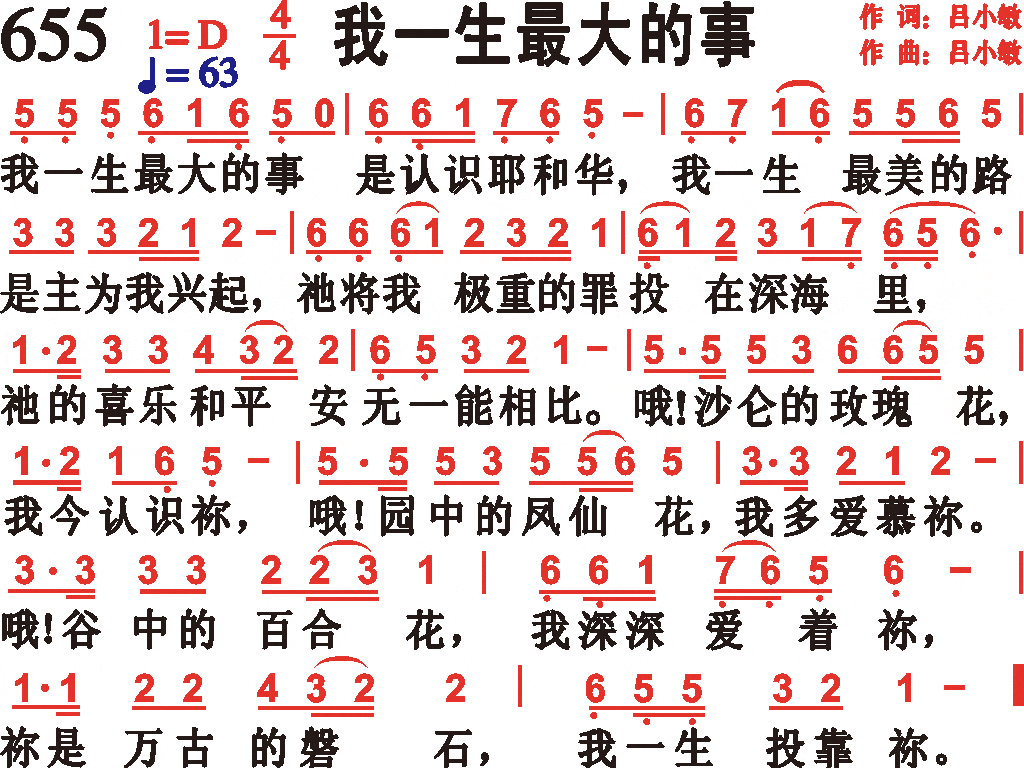 655 1=D 4/4 我一生最大的事 作 词：吕小敏
♩=63 作 曲：吕小敏
5 5 5 6 1 6 5 0 | 6 6 1 7 6 5 － | 6 7 1 6 5 5 6 5 |
我一生最大的事 是认识耶和华，我一生 最美的路
3 3 3 2 1 2 － | 6 6 6 1 2 3 2 1 | 6 1 2 3 1 7 6 5 6 · |
是主为我兴起，祂将我 极重的罪投 在深海 里，
1 · 2 3 3 4 3 2 2 | 6 5 3 2 1 － | 5 · 5 5 3 6 6 5 5 |
祂的喜乐和平 安无一能相比。哦！沙仑的玫瑰 花，
1 · 2 1 6 5 － | 5 · 5 5 3 5 5 6 5 | 3 · 3 2 1 2 － |
我今认识祢， 哦！园中的凤仙 花，我多爱慕祢。
3 · 3 3 3 2 2 3 1 | 6 6 1 7 6 5 6 － |
哦！谷 中的 百合 花， 我深深 爱 着 祢，
1 · 1 2 2 4 3 2 2 | 6 5 5 3 2 1 －
祢是 万古 的磐 石， 我一生 投靠 祢。